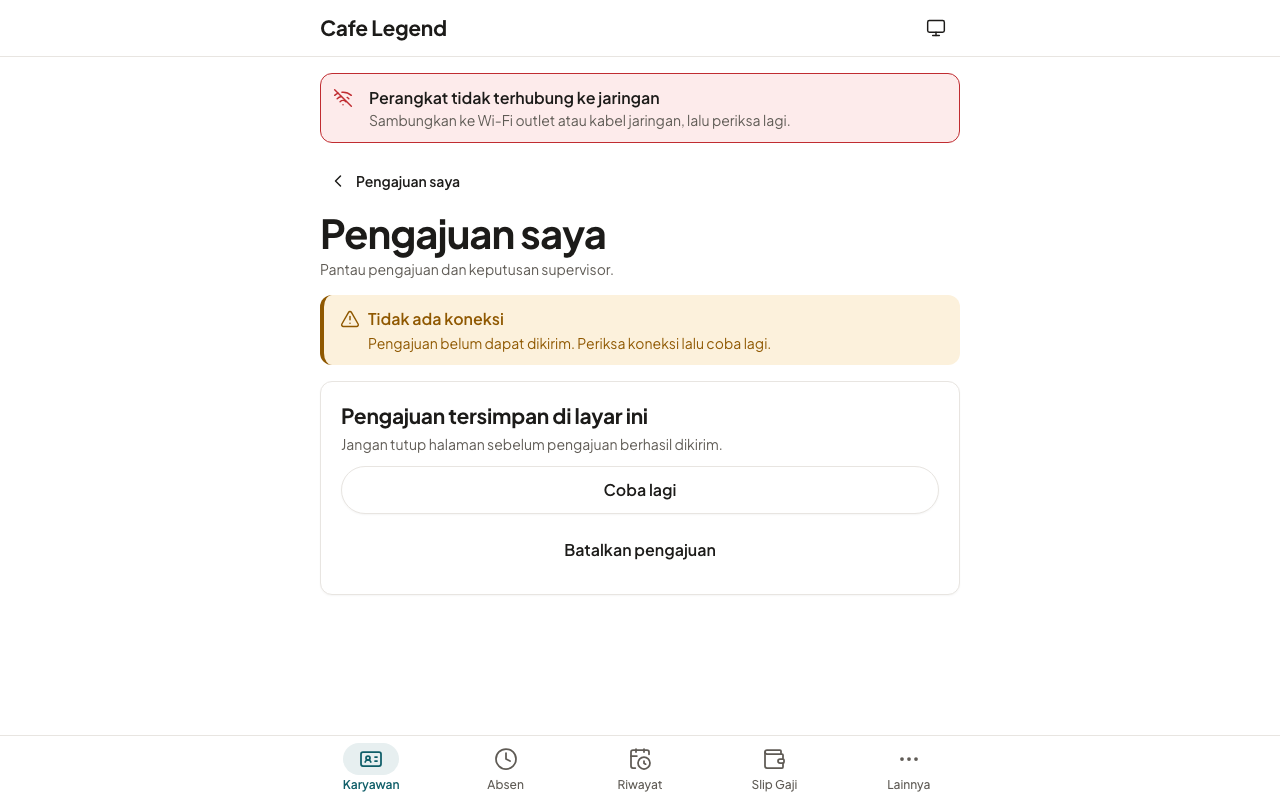 Cafe Legend
Perangkat tidak terhubung ke jaringan
Sambungkan ke Wi-Fi outlet atau kabel jaringan, lalu periksa lagi.
Pengajuan saya
Pengajuan saya
Pantau pengajuan dan keputusan supervisor.
Tidak ada koneksi
Pengajuan belum dapat dikirim. Periksa koneksi lalu coba lagi.
Pengajuan tersimpan di layar ini
Jangan tutup halaman sebelum pengajuan berhasil dikirim.
Coba lagi
Batalkan pengajuan
Karyawan
Absen
Riwayat
Slip Gaji
Lainnya